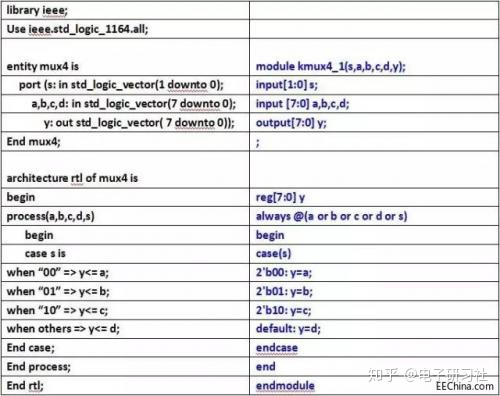 library ieee;
Use ieee.std_logic_1164.all;
entity mux4 is module kmux4_1(s,a,b,c,d,y);
port (s: in std_logic_vector(1 downto 0); input[1:0] s;
a,b,c,d: in std_logic_vector(7 downto 0); input [7:0] a,b,c,d;
y: out std_logic_vector( 7 downto 0)); output[7:0] y;
End mux4; ;
architecture rtl of mux4 is
begin reg[7:0] y
process(a,b,c,d,s) always @(a or b or c or d or s)
begin begin
case s is case(s)
when “00” => y<= a; 2'b00: y=a;
when “01” => y<= b; 2'b01: y=b;
when “10” => y<= c; 2'b10: y=c;
when others => y<= d; default: y=d;
End case; endcase
End process; end
End rtl; endmodule
知乎 @电子研习社
EEChina.com